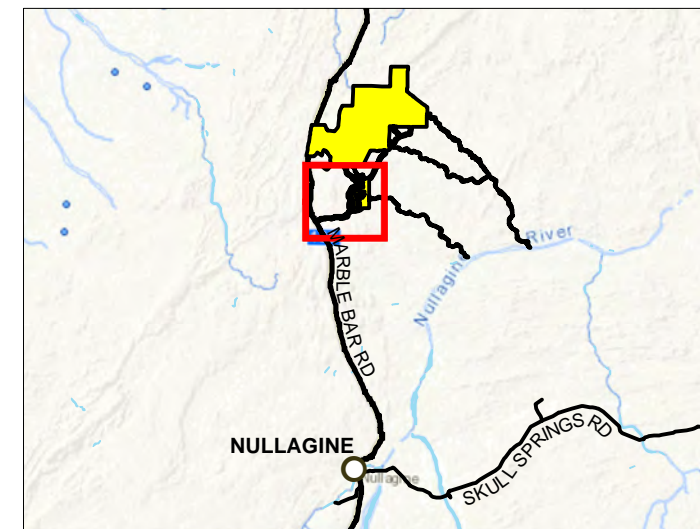 Nullagine River
MARBLE BAR RD
NULLAGINE
Nullagine
SKULL SPRINGS RD